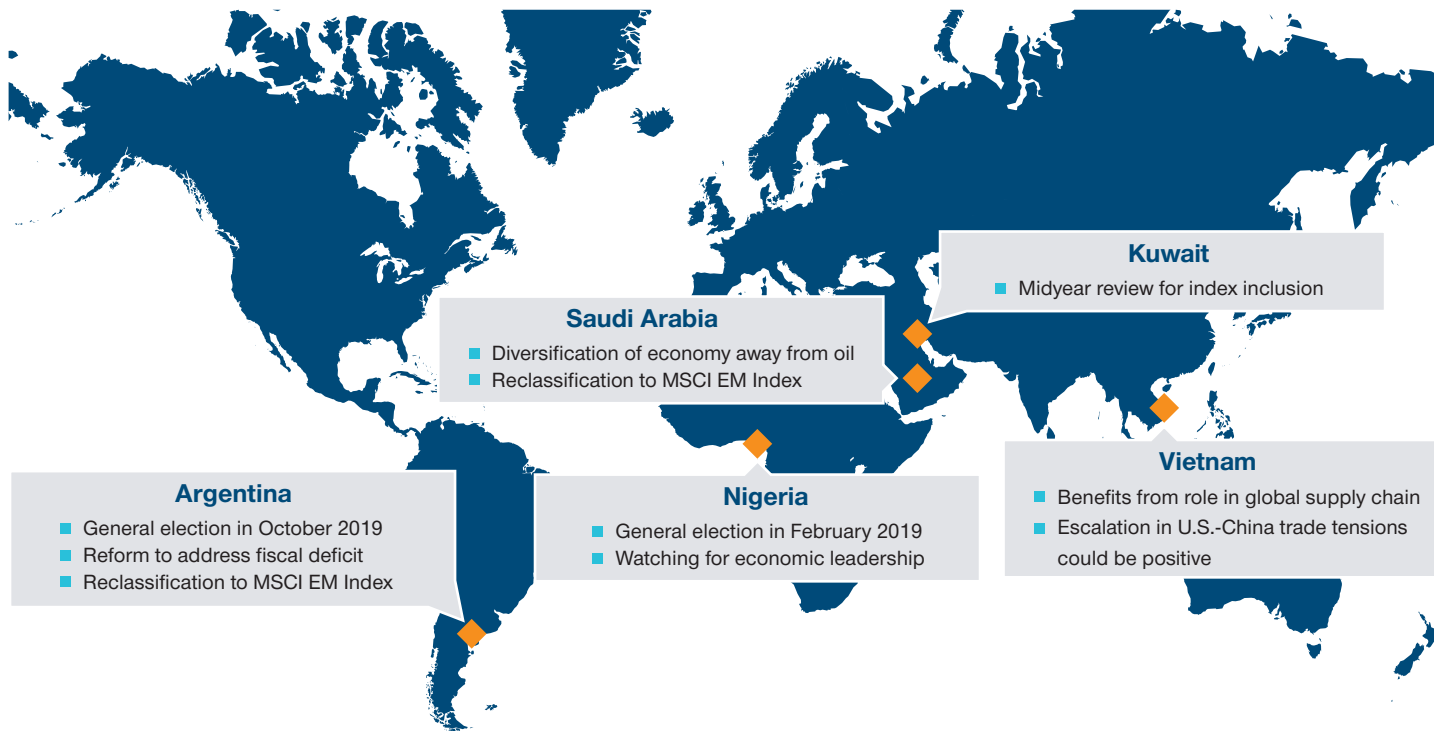 Kuwait
Midyear review for index inclusion
Saudi Arabia
Diversification of economy away from oil
Reclassification to MSCI EM Index
Vietnam
Benefits from role in global supply chain
Escalation in U.S.-China trade tensions
could be positive
Argentina
General election in October 2019
Reform to address fiscal deficit
Reclassification to MSCI EM Index
Nigeria
General election in February 2019
Watching for economic leadership